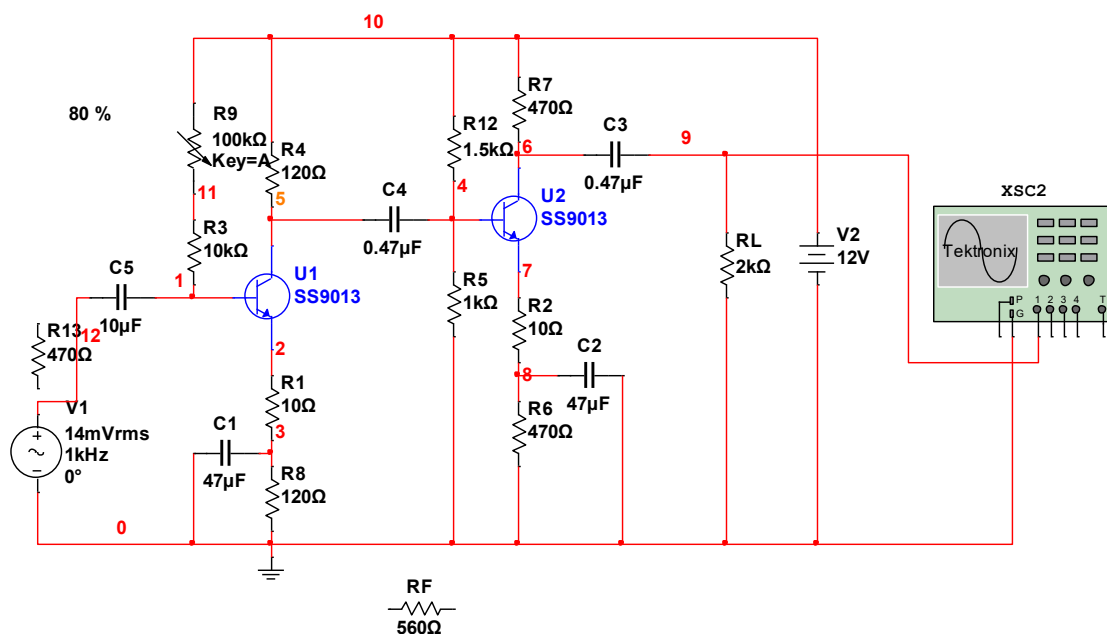 10
80 %
R9
100kΩ
Key=A
11
R3
10kΩ
R4
120Ω
5
R12
1.5kΩ
4
R7
470Ω
6
C3
0.47µF
9
C4
0.47µF
U2
SS9013
7
R2
10Ω
8
C2
47µF
R6
470Ω
R5
1kΩ
RL
2kΩ
V2
12V
XSC2
Tektronix
P
G
1 2 3 4 T
1
C5
10µF
12
R13
470Ω
U1
SS9013
2
R1
10Ω
3
C1
47µF
R8
120Ω
V1
14mVrms
1kHz
0°
0
RF
560Ω